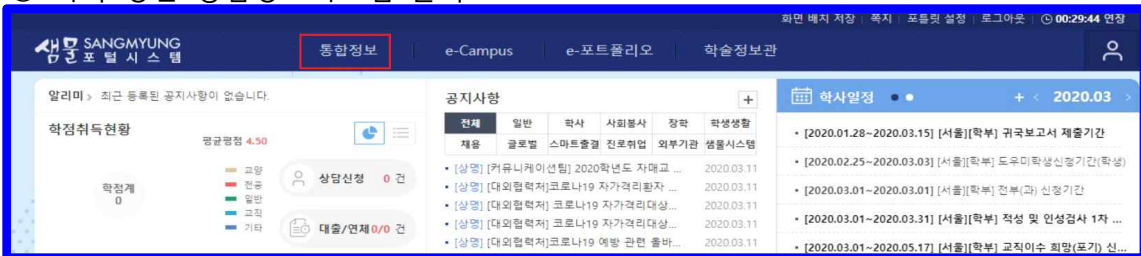 화면 배치 저장 쪽지 포틀릿 설정 로그아웃 00:29:44 연장
샘물 SANGMYUNG
포털시스템
통합정보 e-Campus e-포트폴리오 학술정보관
알리미 > 최근 등록된 공지사항이 없습니다.
학점취득현황
평균평점 4.50
학점계
0
교양
전공
일반
교직
기타
상담신청 0 건
대출/연체 0/0 건
공지사항 +
전체 일반 학사 사회봉사 장학 학생생활
채용 글로벌 스마트출결 진로취업 외부기관 샘물시스템
• [상명] [커뮤니케이션팀] 2020학년도 자매교 ... 2020.03.11
• [상명] [대외협력처]코로나19 자가격리환자 ... 2020.03.11
• [상명] [대외협력처] 코로나19 자가격리대상... 2020.03.11
• [상명] [대외협력처] 코로나19 자가격리대상... 2020.03.11
• [상명] [대외협력처]코로나19 예방 관련 올바... 2020.03.11
학사일정 + < 2020.03 >
• [2020.01.28~2020.03.15] [서울][학부] 귀국보고서 제출기간
• [2020.02.25~2020.03.03] [서울][학부] 도우미학생신청기간(학생)
• [2020.03.01~2020.03.01] [서울][학부] 전부(과) 신청기간
• [2020.03.01~2020.03.31] [서울][학부] 적성 및 인성검사 1차 ...
• [2020.03.01~2020.05.17] [서울][학부] 교직이수 희망(포기) 신...